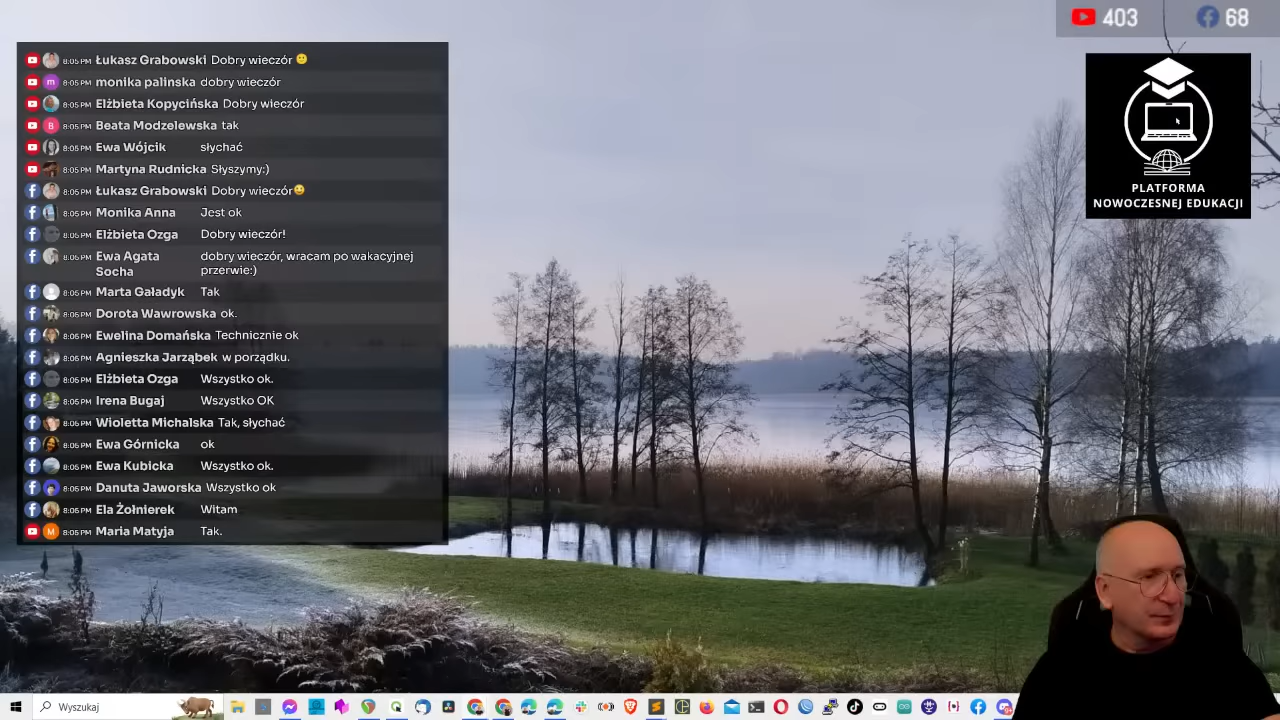 403
68
8:05 PM Łukasz Grabowski Dobry wieczór
m 8:05 PM monika palinska dobry wieczór
8:05 PM Elżbieta Kopycińska Dobry wieczór
B 8:05 PM Beata Modzelewska tak
8:05 PM Ewa Wójcik słychać
8:05 PM Martyna Rudnicka Słyszymy:)
8:05 PM Łukasz Grabowski Dobry wieczór
8:05 PM Monika Anna Jest ok
8:05 PM Elżbieta Ozga Dobry wieczór!
8:06 PM Ewa Agata Socha dobry wieczór, wracam po wakacyjnej
przerwie:)
8:06 PM Marta Gaładyk Tak
8:06 PM Dorota Wawrowska ok.
8:06 PM Ewelina Domańska Technicznie ok
8:06 PM Agnieszka Jarząbek w porządku.
8:06 PM Elżbieta Ozga Wszystko ok.
8:06 PM Irena Bugaj Wszystko OK
8:06 PM Wioletta Michalska Tak, słychać
8:06 PM Ewa Górnicka ok
8:06 PM Ewa Kubicka Wszystko ok.
8:06 PM Danuta Jaworska Wszystko ok
8:06 PM Ela Żołnierek Witam
M 8:06 PM Maria Matyja Tak.
PLATFORMA
NOWOCZESNEJ EDUKACJI
Wyszukaj